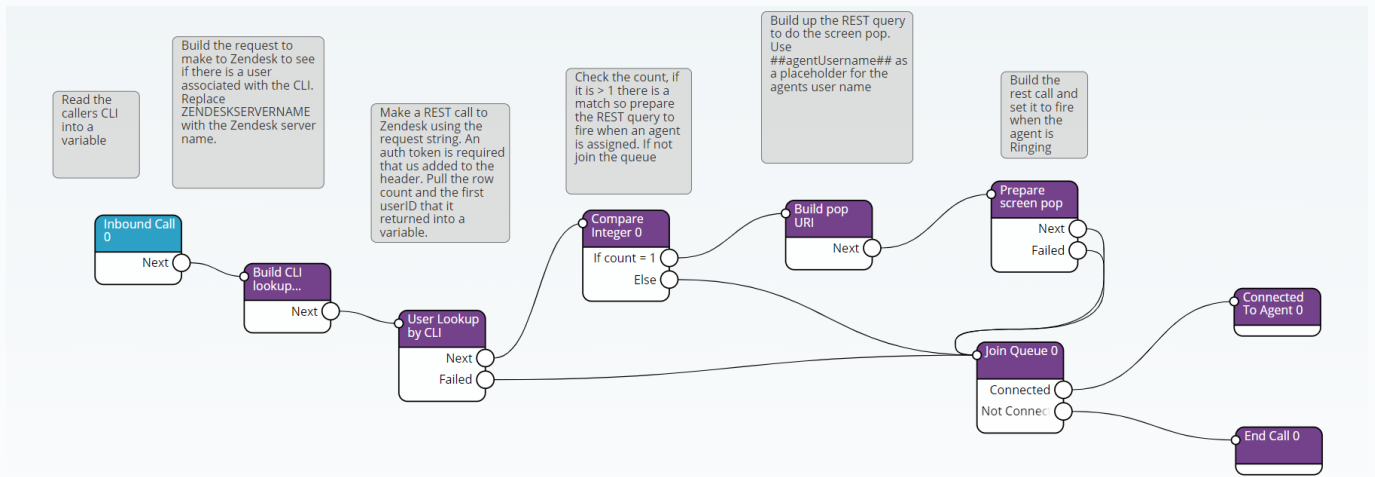 Read the
callers CLI
into a
variable
Build the request to
make to Zendesk to see
if there is a user
associated with the CLI.
Replace
ZENDESKSERVERNAME
with the Zendesk server
name.
Make a REST call to
Zendesk using the
request string. An
auth token is required
that us added to the
header. Pull the row
count and the first
userID that it
returned into a
variable.
Check the count, if
it is > 1 there is a
match so prepare
the REST query to
fire when an agent
is assigned. If not
join the queue
Build up the REST query
to do the screen pop.
Use
##agentUsername## as
a placeholder for the
agents user name
Build the
rest call and
set it to fire
when the
agent is
Ringing
Inbound Call
0
Next
Build CLI
lookup...
Next
User Lookup
by CLI
Next
Failed
Compare
Integer 0
If count = 1
Else
Build pop
URI
Next
Prepare
screen pop
Next
Failed
Join Queue 0
Connected
Not Connec
Connected
To Agent 0
End Call 0